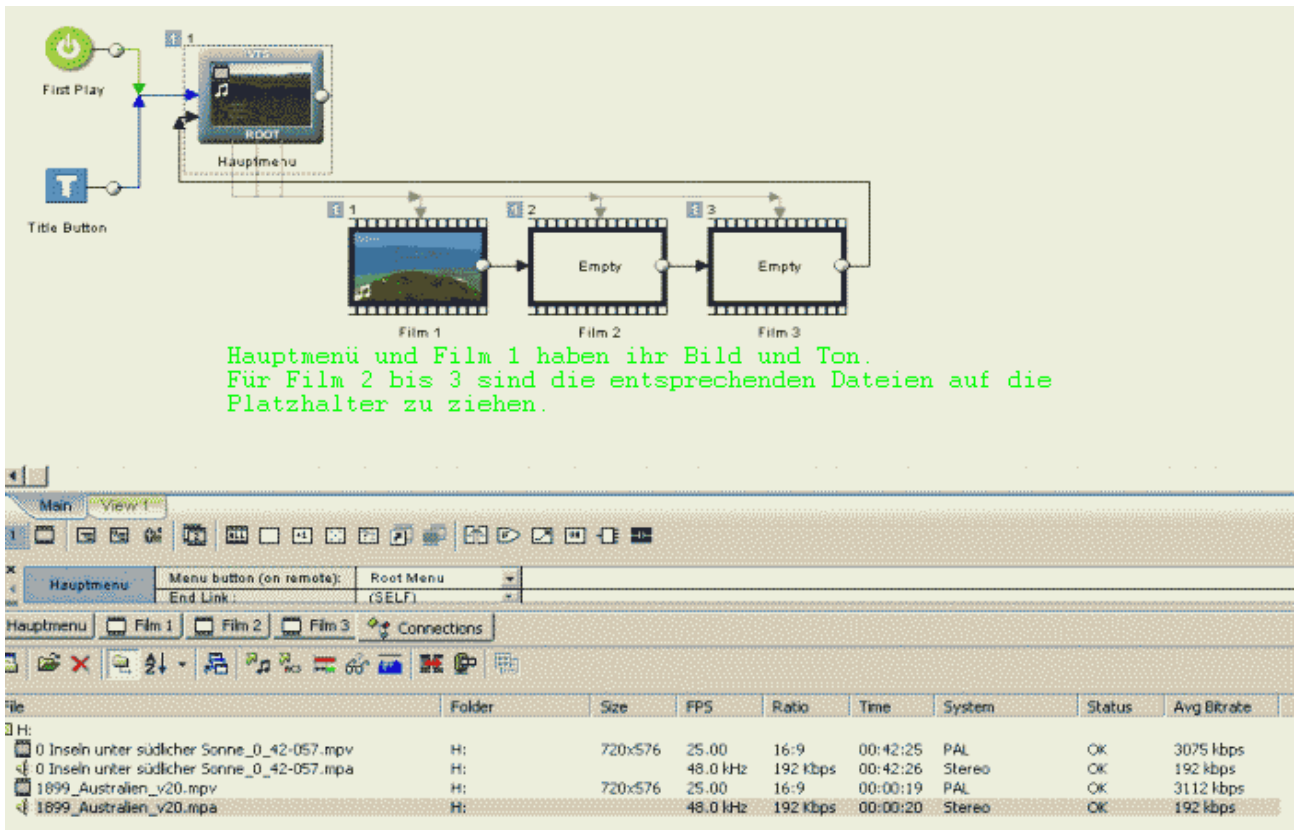 1
VTS
First Play
ROOT
Hauptmenu
Title Button
1
2
3
Empty
Empty
Film 1
Film 2
Film 3
Hauptmenü und Film 1 haben ihr Bild und Ton.
Für Film 2 bis 3 sind die entsprechenden Dateien auf die
Platzhalter zu ziehen.
Main View 1
Hauptmenu Menu button (on remote): Root Menu
End Link : (SELF)
Hauptmenu Film 1 Film 2 Film 3 Connections
File Folder Size FPS Ratio Time System Status Avg Bitrate
H:
0 Inseln unter südlicher Sonne_0_42-057.mpv H: 720x576 25.00 16:9 00:42:25 PAL OK 3075 kbps
0 Inseln unter südlicher Sonne_0_42-057.mpa H: 48.0 kHz 192 Kbps 00:42:26 Stereo OK 192 kbps
1899_Australien_v20.mpv H: 720x576 25.00 16:9 00:00:19 PAL OK 3112 kbps
1899_Australien_v20.mpa H: 48.0 kHz 192 Kbps 00:00:20 Stereo OK 192 kbps